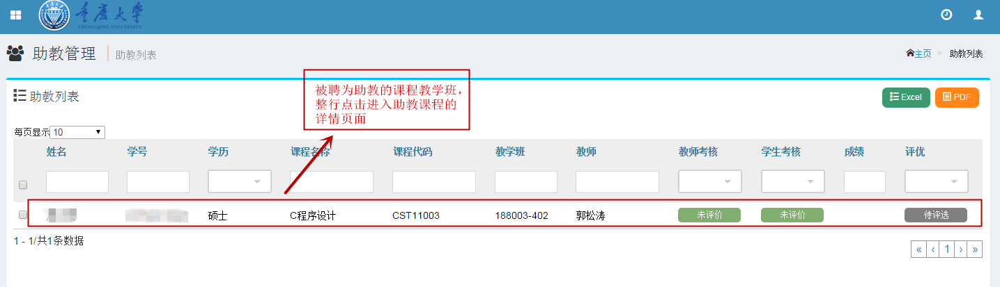 重庆大学
CHONGQING UNIVERSITY
助教管理 助教列表
主页 > 助教列表
助教列表
Excel PDF
被聘为助教的课程教学班，
整行点击进入助教课程的
详情页面
每页显示 10
姓名 学号 学历 课程名称 课程代码 教学班 教师 教师考核 学生考核 成绩 评优
硕士 C程序设计 CST11003 188003-402 郭松涛 未评价 未评价 待评选
1 - 1/共1条数据
« ‹ 1 › »